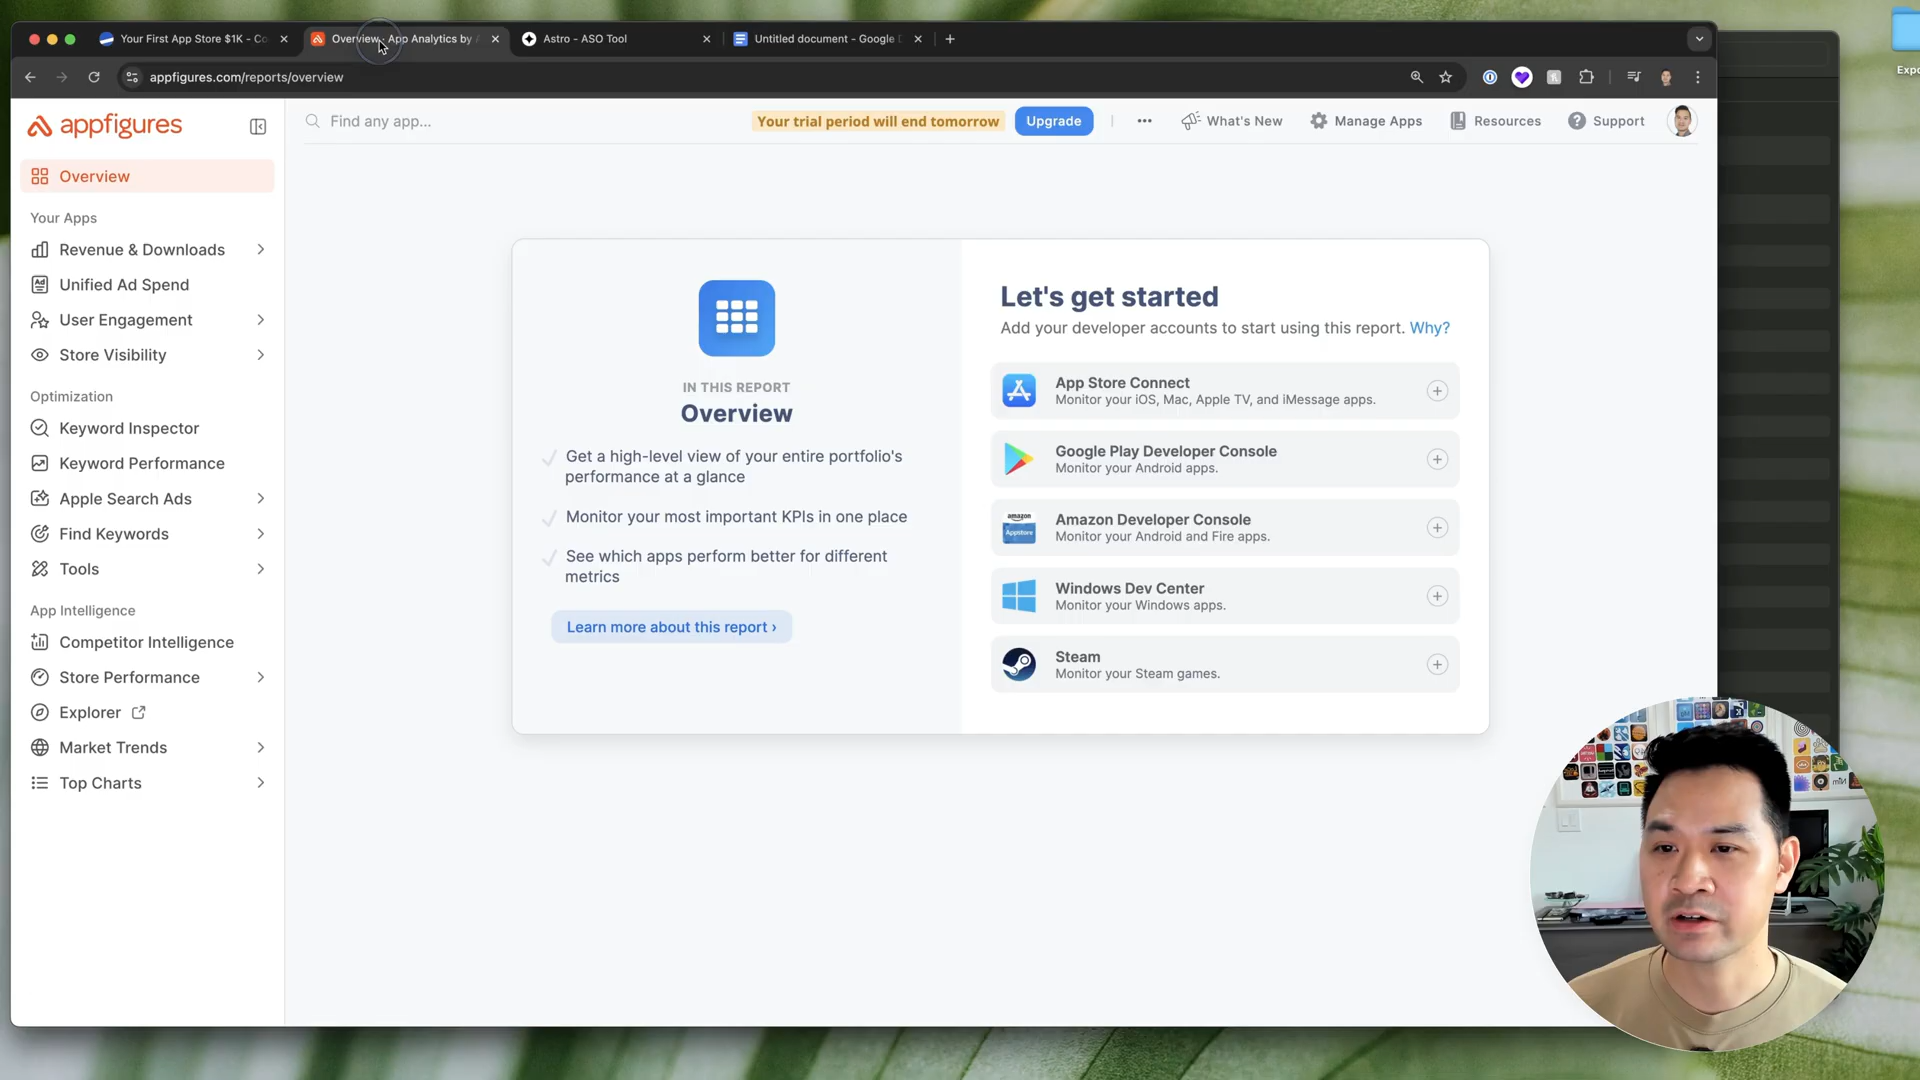 Your First App Store $1K - Co
Overview - App Analytics by A
Astro - ASO Tool
Untitled document - Google D
appfigures.com/reports/overview
appfigures
Find any app...
Your trial period will end tomorrow
Upgrade
What's New
Manage Apps
Resources
Support
Overview
Your Apps
Revenue & Downloads
Unified Ad Spend
User Engagement
Store Visibility
Optimization
Keyword Inspector
Keyword Performance
Apple Search Ads
Find Keywords
Tools
App Intelligence
Competitor Intelligence
Store Performance
Explorer
Market Trends
Top Charts
IN THIS REPORT
Overview
Get a high-level view of your entire portfolio's
performance at a glance
Monitor your most important KPIs in one place
See which apps perform better for different
metrics
Learn more about this report ›
Let's get started
Add your developer accounts to start using this report. Why?
App Store Connect
Monitor your iOS, Mac, Apple TV, and iMessage apps.
Google Play Developer Console
Monitor your Android apps.
amazon
Appstore
Amazon Developer Console
Monitor your Android and Fire apps.
Windows Dev Center
Monitor your Windows apps.
Steam
Monitor your Steam games.
Expo